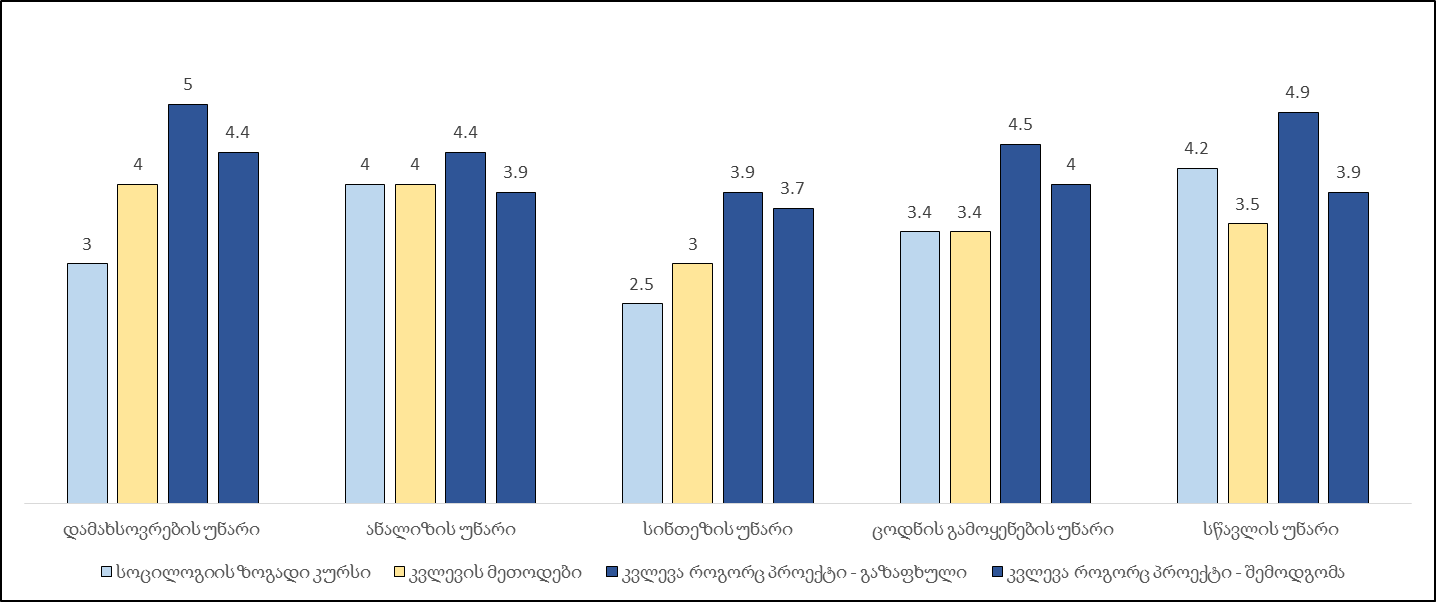 5
4.4
4
3
4
4
4.4
3.9
2.5
3
3.9
3.7
3.4
3.4
4.5
4
4.2
3.5
4.9
3.9
დამახსოვრების უნარი
ანალიზის უნარი
სინთეზის უნარი
ცოდნის გამოყენების უნარი
სწავლის უნარი
სოცილოგიის ზოგადი კურსი
კვლევის მეთოდები
კვლევა როგორც პროექტი - გაზაფხული
კვლევა როგორც პროექტი - შემოდგომა